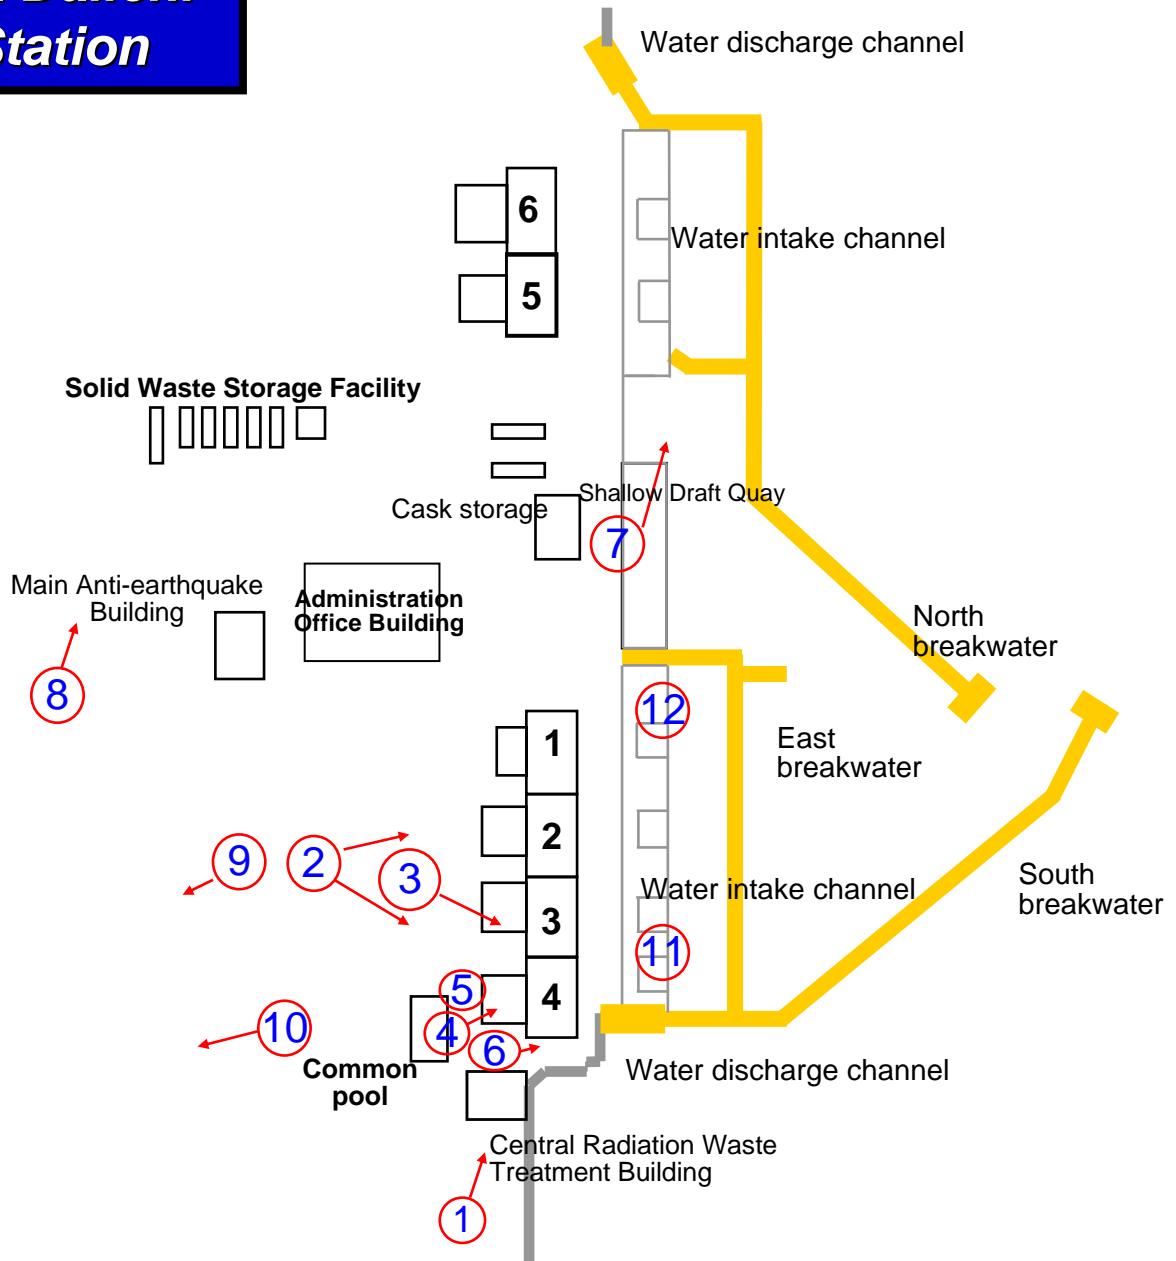 Station
Water discharge channel
6
Water intake channel
5
Solid Waste Storage Facility
Cask storage
Shallow Draft Quay
7
Main Anti-earthquake
Building
Administration
Office Building
8
North
breakwater
12
1
East
breakwater
2
9
2
3
Water intake channel
South
breakwater
3
11
5
4
10
4
6
Common
pool
Water discharge channel
Central Radiation Waste
Treatment Building
1